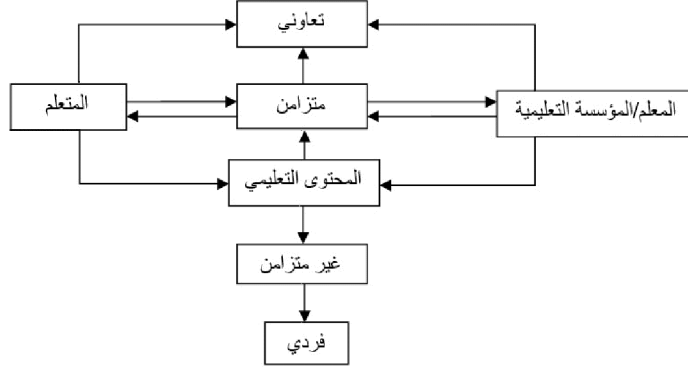 تعاوني
المتعلم
متزامن
المعلم/المؤسسة التعليمية
المحتوى التعليمي
غير متزامن
فردي